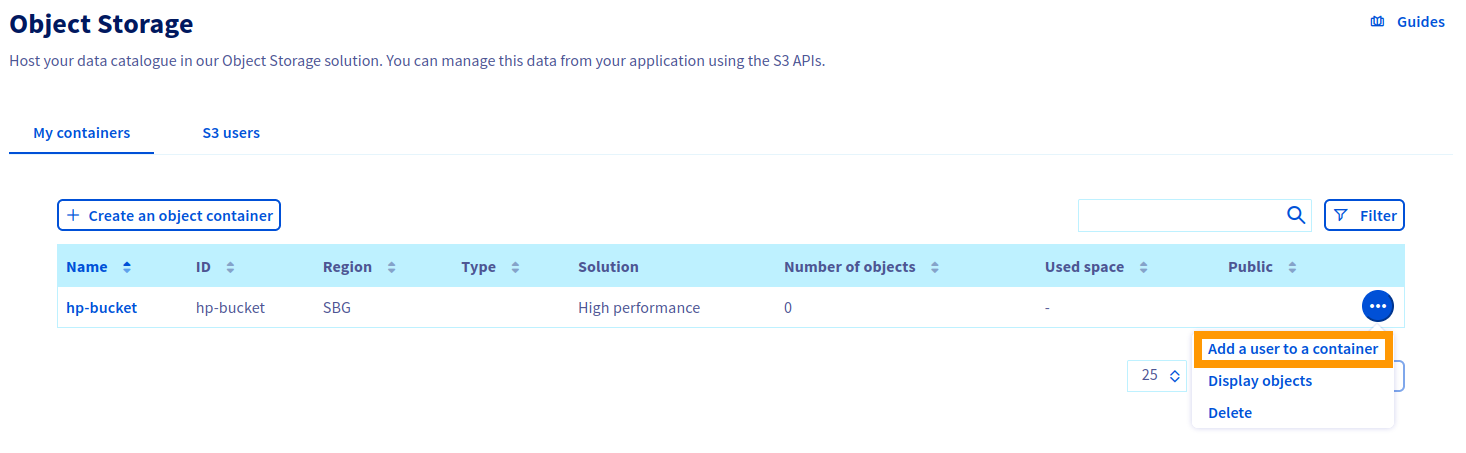 Object Storage
Guides
Host your data catalogue in our Object Storage solution. You can manage this data from your application using the S3 APIs.
My containers S3 users
+ Create an object container
Filter
Name ID Region Type Solution Number of objects Used space Public
hp-bucket hp-bucket SBG High performance 0 -
Add a user to a container
25
Display objects
Delete